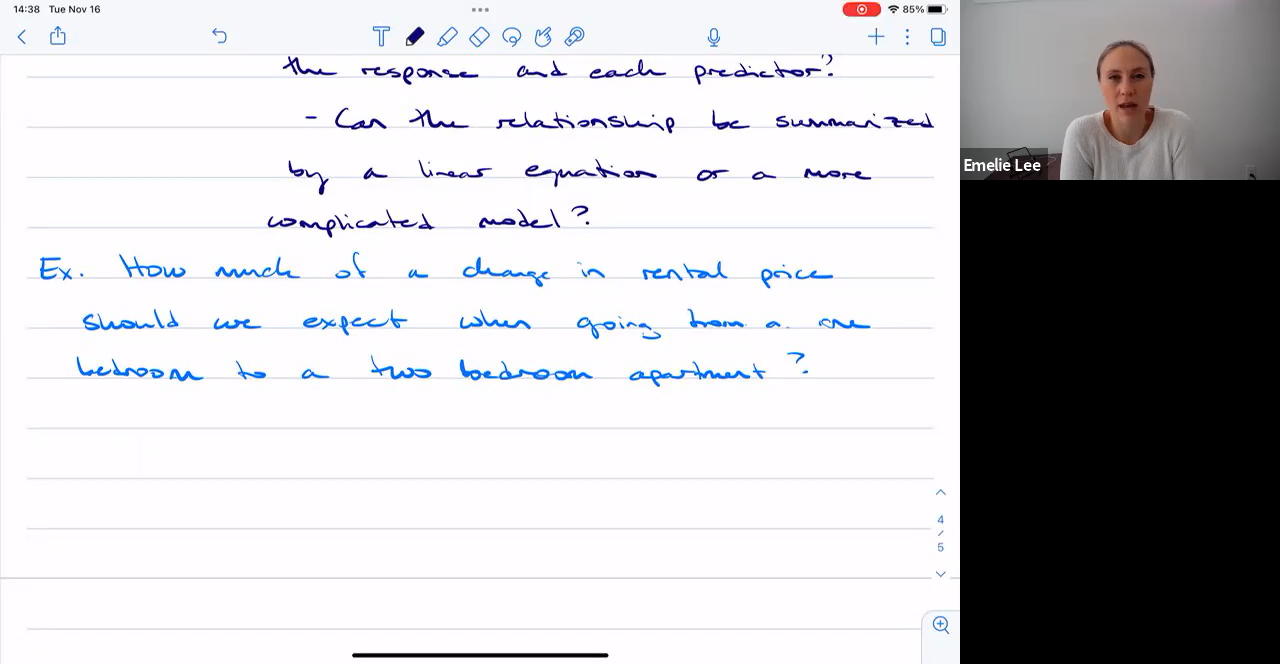 14:38 Tue Nov 16
85%
the response and each predictor?
- Can the relationship be summarized
by a linear equation or a more
complicated model?
Ex. How much of a change in rental price
should we expect when going from a one
bedroom to a two bedroom apartment?
Emelie Lee
4
/
5